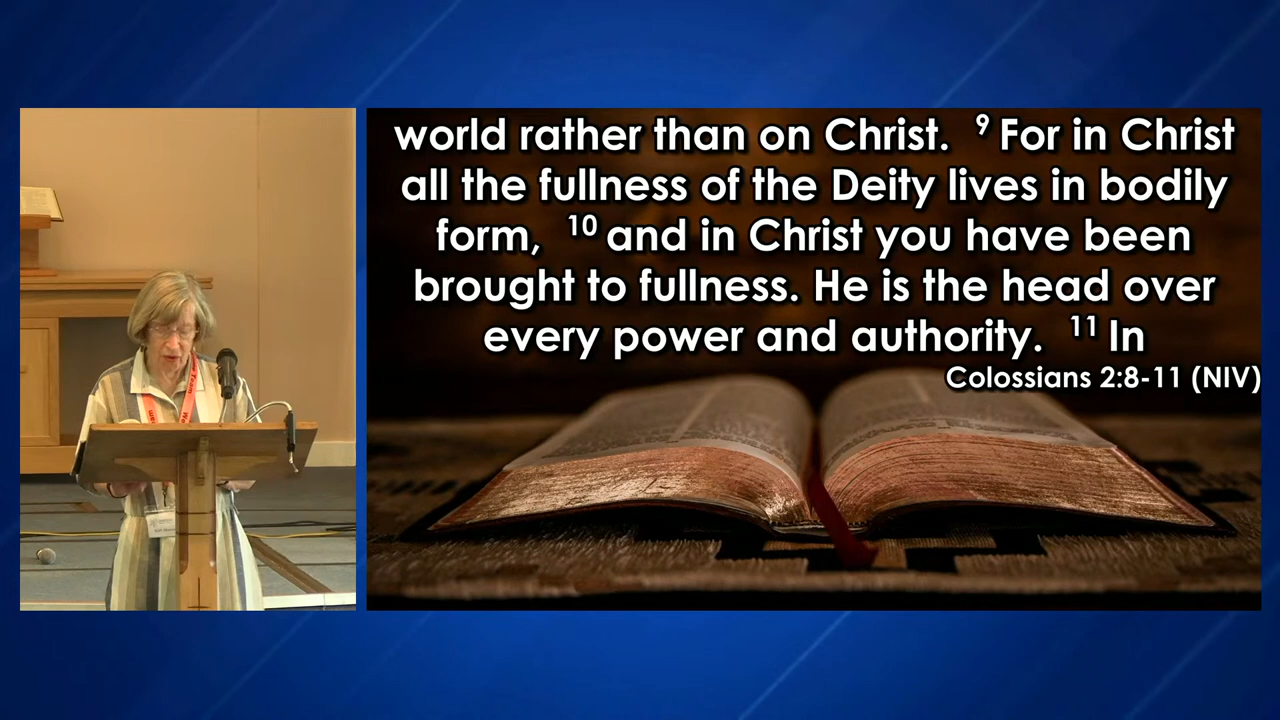 world rather than on Christ. 9 For in Christ
all the fullness of the Deity lives in bodily
form, 10 and in Christ you have been
brought to fullness. He is the head over
every power and authority. 11 In
Colossians 2:8-11 (NIV)